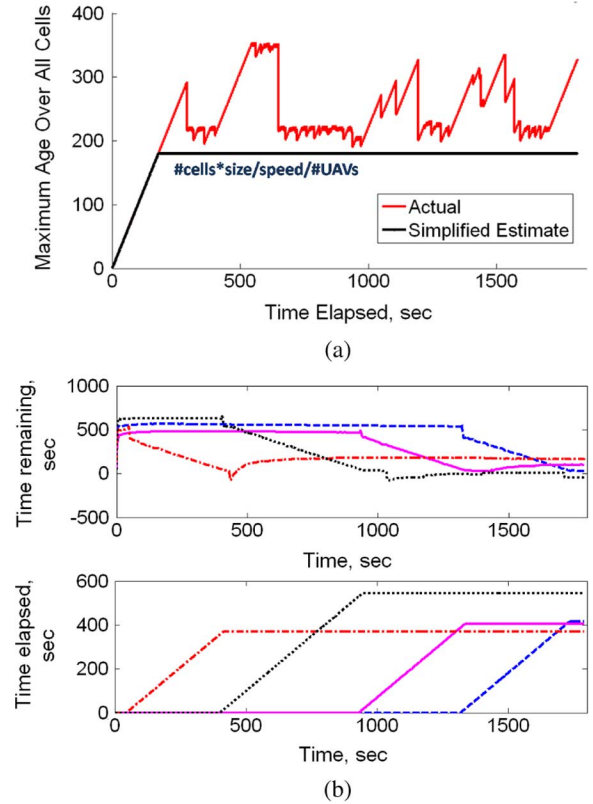 400
300
200
100
0
Maximum Age Over All Cells
#cells*size/speed/#UAVs
Actual
Simplified Estimate
0 500 1000 1500
Time Elapsed, sec
(a)
1000
500
0
-500
Time remaining,
sec
0 500 1000 1500
Time, sec
600
400
200
0
Time elapsed,
sec
0 500 1000 1500
Time, sec
(b)